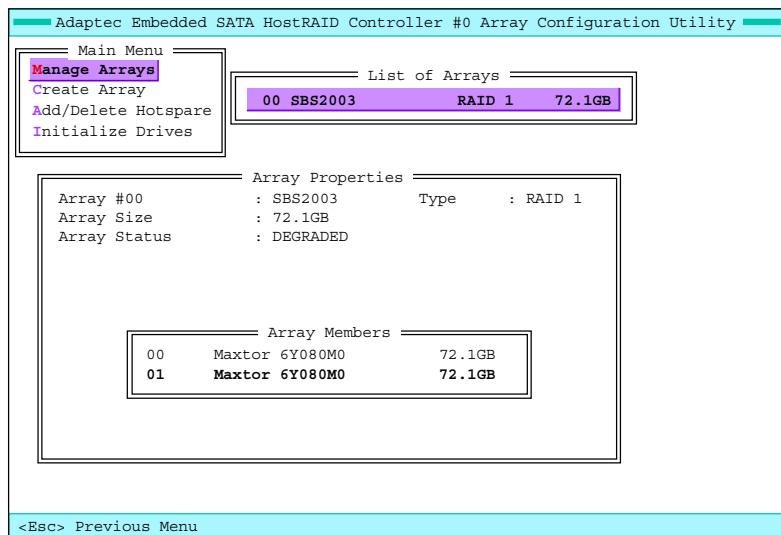 Adaptec Embedded SATA HostRAID Controller #0 Array Configuration Utility
Main Menu
Manage Arrays
Create Array
Add/Delete Hotspare
Initialize Drives
List of Arrays
00 SBS2003 RAID 1 72.1GB
Array Properties
Array #00 : SBS2003 Type : RAID 1
Array Size : 72.1GB
Array Status : DEGRADED
Array Members
00 Maxtor 6Y080M0 72.1GB
01 Maxtor 6Y080M0 72.1GB
<Esc> Previous Menu